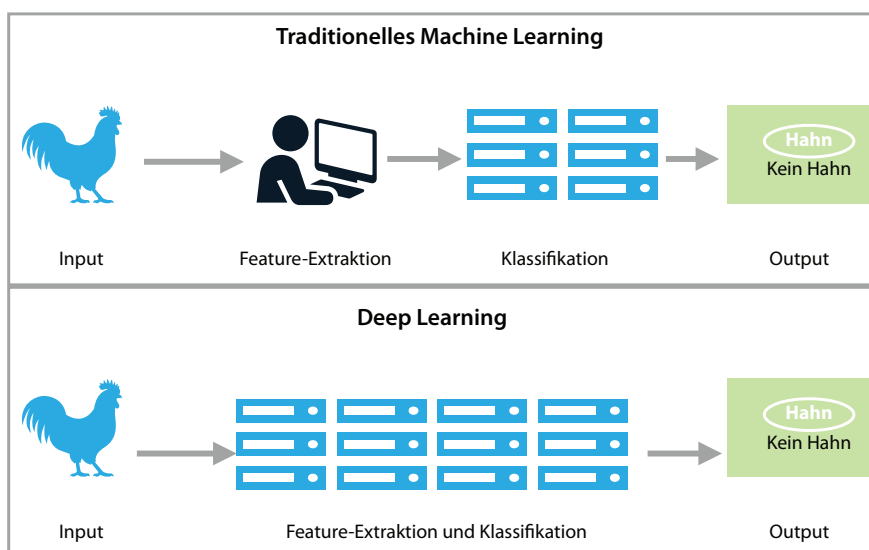 Traditionelles Machine Learning
Hahn
Kein Hahn
Input
Feature-Extraktion
Klassifikation
Output
Deep Learning
Hahn
Kein Hahn
Input
Feature-Extraktion und Klassifikation
Output